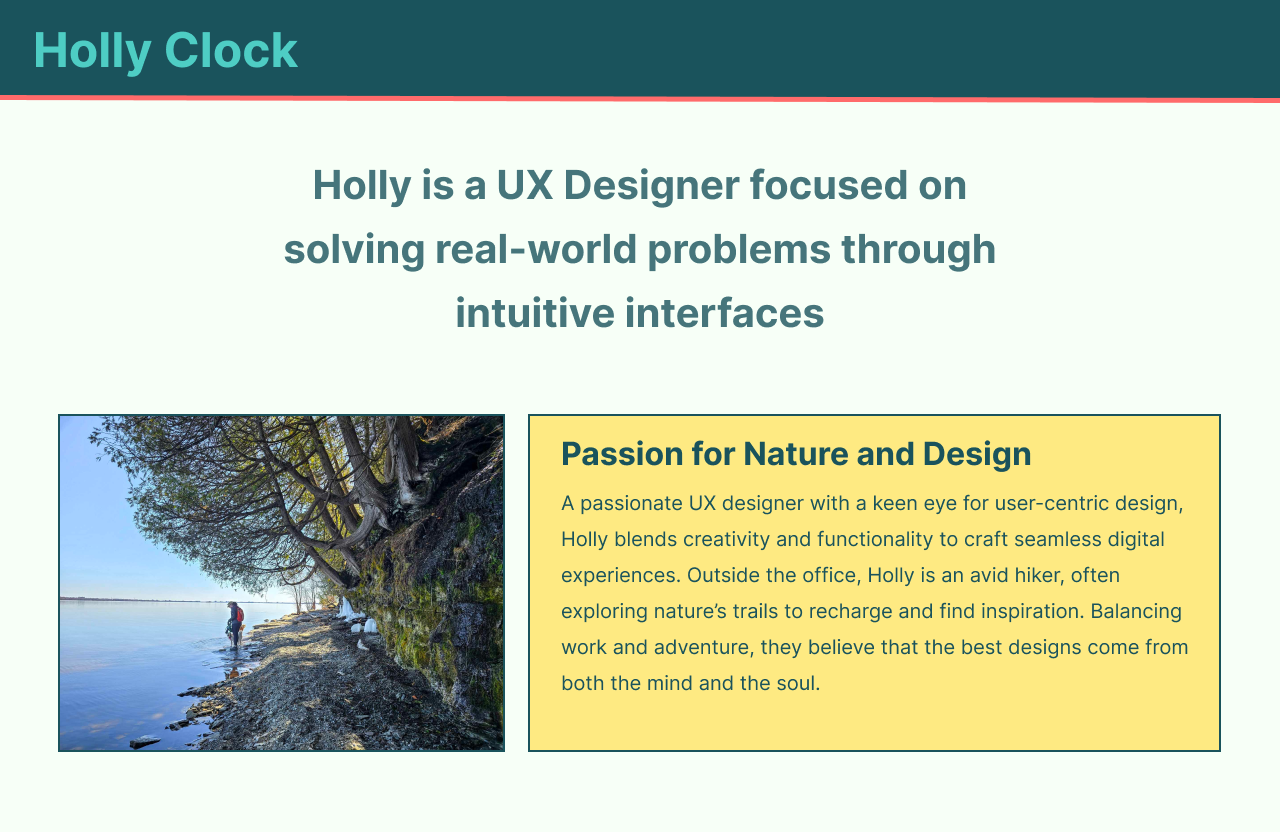 Holly Clock
Holly is a UX Designer focused on
solving real-world problems through
intuitive interfaces
Passion for Nature and Design
A passionate UX designer with a keen eye for user-centric design,
Holly blends creativity and functionality to craft seamless digital
experiences. Outside the office, Holly is an avid hiker, often
exploring nature’s trails to recharge and find inspiration. Balancing
work and adventure, they believe that the best designs come from
both the mind and the soul.